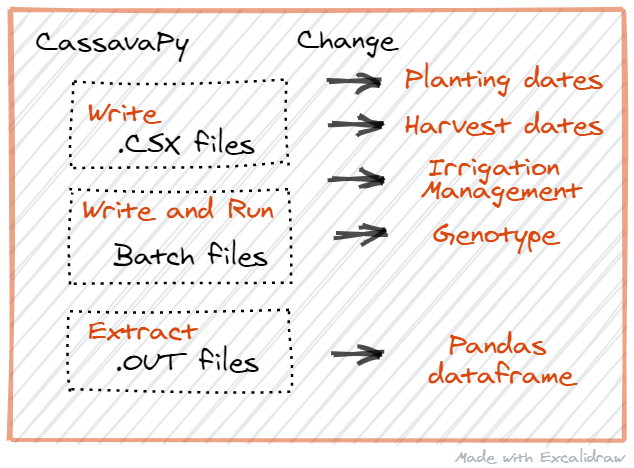 CassavaPy
Change
Write
.CSX files
Planting dates
Harvest dates
Irrigation
Management
Write and Run
Batch files
Genotype
Extract
.OUT files
Pandas
dataframe
Made with Excalidraw